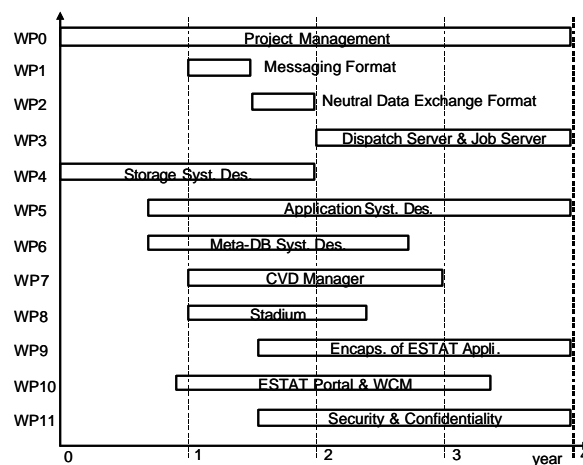 WP0 Project Management
WP1 Messaging Format
WP2 Neutral Data Exchange Format
WP3 Dispatch Server & Job Server
WP4 Storage Syst. Des.
WP5 Application Syst. Des.
WP6 Meta-DB Syst. Des.
WP7 CVD Manager
WP8 Stadium
WP9 Encaps. of ESTAT Appli.
WP10 ESTAT Portal & WCM
WP11 Security & Confidentiality
0 1 2 3 year